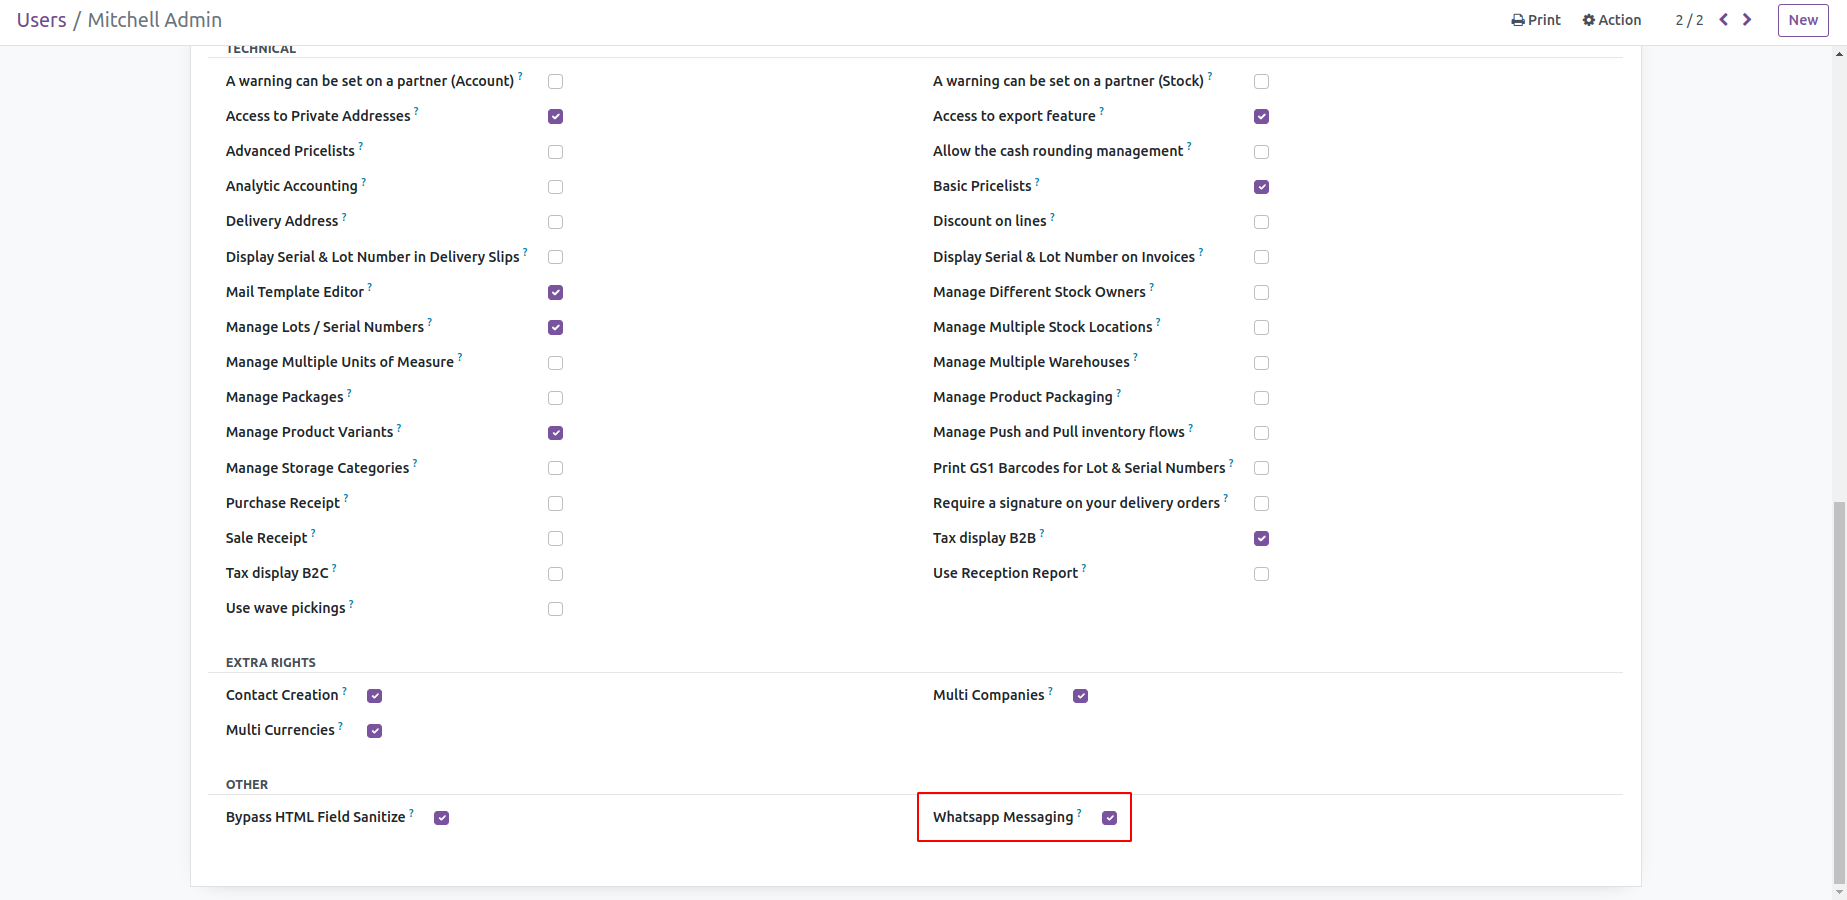 Users / Mitchell Admin
Print Action 2 / 2 New
TECHNICAL
A warning can be set on a partner (Account) ? A warning can be set on a partner (Stock) ?
Access to Private Addresses ? Access to export feature ?
Advanced Pricelists ? Allow the cash rounding management ?
Analytic Accounting ? Basic Pricelists ?
Delivery Address ? Discount on lines ?
Display Serial & Lot Number in Delivery Slips ? Display Serial & Lot Number on Invoices ?
Mail Template Editor ? Manage Different Stock Owners ?
Manage Lots / Serial Numbers ? Manage Multiple Stock Locations ?
Manage Multiple Units of Measure ? Manage Multiple Warehouses ?
Manage Packages ? Manage Product Packaging ?
Manage Product Variants ? Manage Push and Pull inventory flows ?
Manage Storage Categories ? Print GS1 Barcodes for Lot & Serial Numbers ?
Purchase Receipt ? Require a signature on your delivery orders ?
Sale Receipt ? Tax display B2B ?
Tax display B2C ? Use Reception Report ?
Use wave pickings ?
EXTRA RIGHTS
Contact Creation ? Multi Companies ?
Multi Currencies ?
OTHER
Bypass HTML Field Sanitize ? Whatsapp Messaging ?